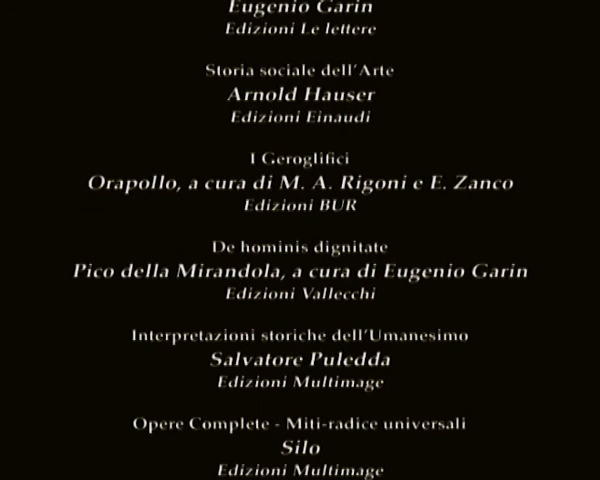 Eugenio Garin
Edizioni Le lettere
Storia sociale dell'Arte
Arnold Hauser
Edizioni Einaudi
I Geroglifici
Orapollo, a cura di M. A. Rigoni e E. Zanco
Edizioni BUR
De hominis dignitate
Pico della Mirandola, a cura di Eugenio Garin
Edizioni Vallecchi
Interpretazioni storiche dell'Umanesimo
Salvatore Puledda
Edizioni Multimage
Opere Complete - Miti-radice universali
Silo
Edizioni Multimage